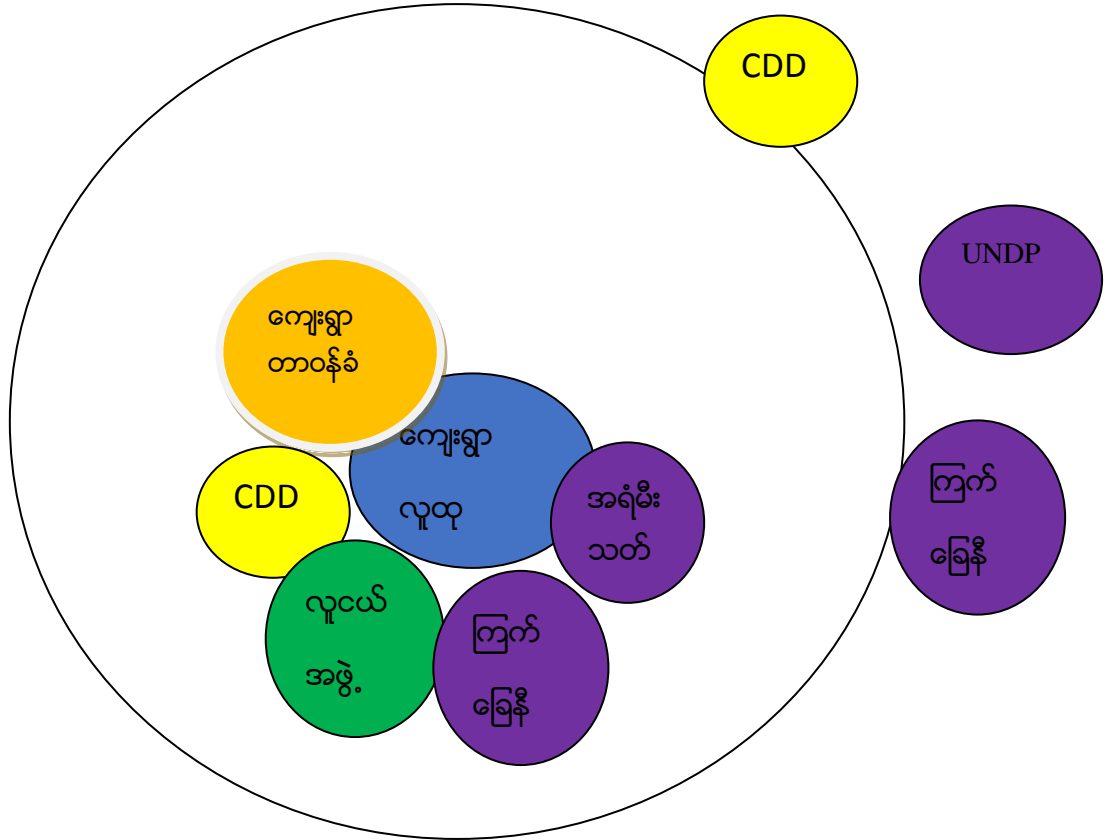 CDD
UNDP
ကျေးရွာ
တာဝန်ခံ
ကျေးရွာ
လူထု
CDD
အရံမီး
သတ်
ကြက်
ခြေနီ
လူငယ်
အဖွဲ့
ကြက်
ခြေနီ